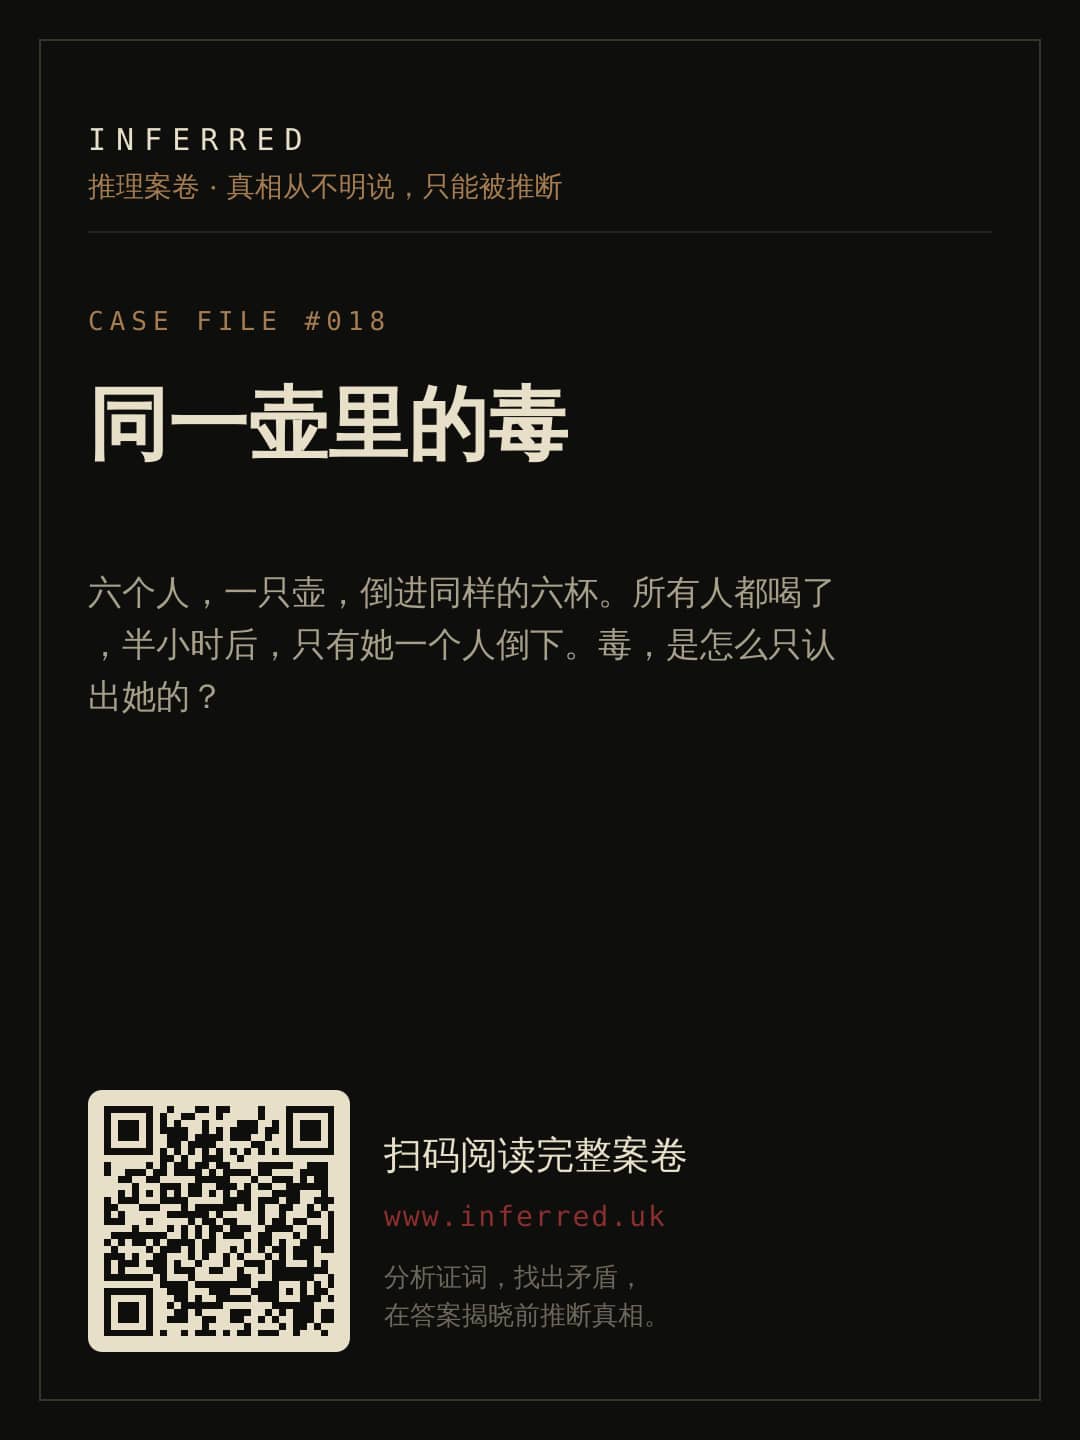 INFERRED
推理案卷 · 真相从不明说，只能被推断
CASE FILE #018
同一壶里的毒
六个人，一只壶，倒进同样的六杯。所有人都喝了
，半小时后，只有她一个人倒下。毒，是怎么只认
出她的？
扫码阅读完整案卷
www.inferred.uk
分析证词，找出矛盾，
在答案揭晓前推断真相。